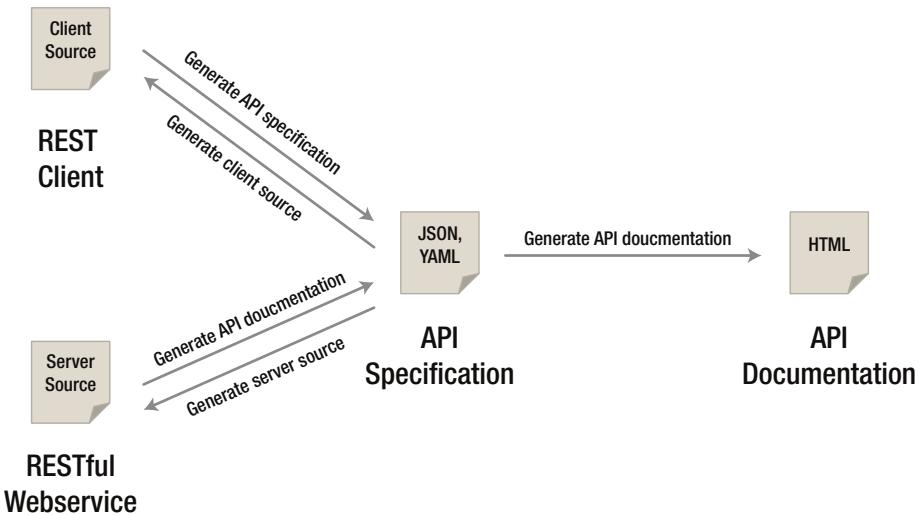 Client
Source
REST
Client
Generate API specification
Generate client source
JSON,
YAML
API
Specification
Generate API doucmentation
HTML
API
Documentation
Generate API doucmentation
Generate server source
Server
Source
RESTful
Webservice